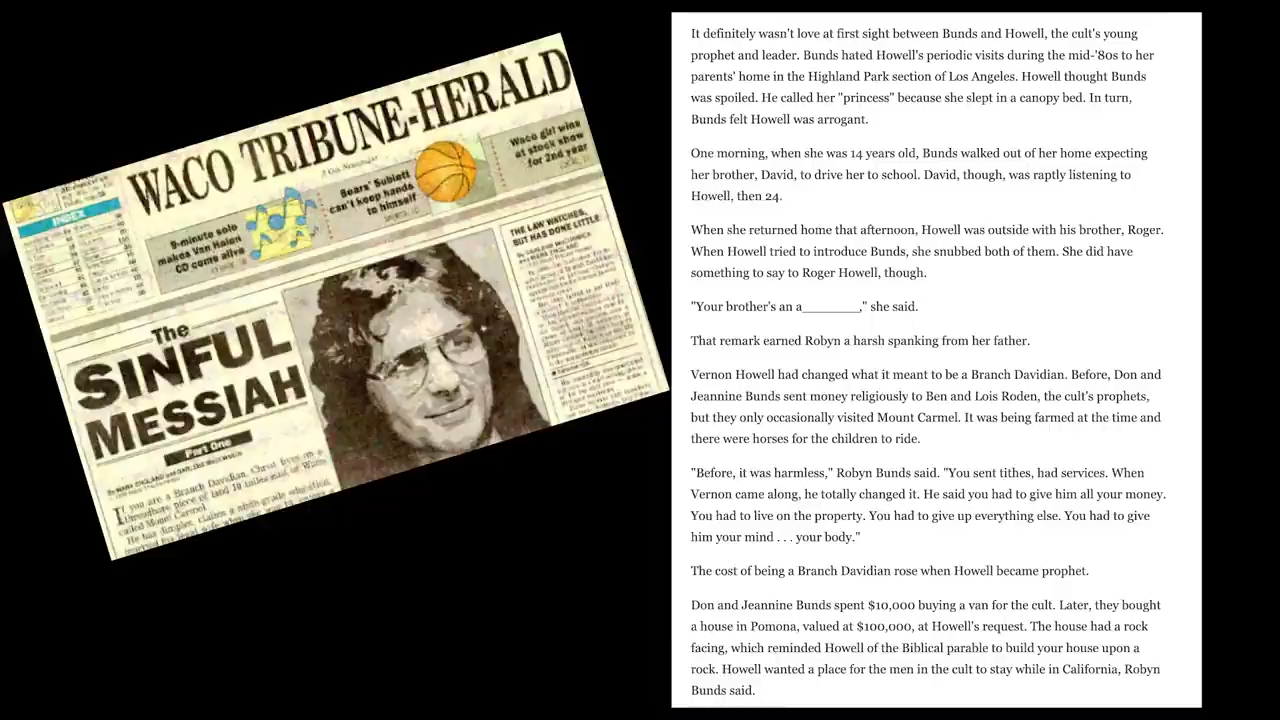 WACO TRIBUNE-HERALD
INDEX
9-minute solo
makes Van Halen
CD come alive
Bears' Sublett
can't keep hands
to himself
Waco girl wins
at stock show
for 2nd year
THE LAW WATCHES,
BUT HAS DONE LITTLE
The
SINFUL
MESSIAH
Part One
If you are a Branch Davidian, Christ lives on a
piece of land 10 miles east of Waco
called Mount Carmel.
He has dimples, claims a ninth-grade education,
It definitely wasn't love at first sight between Bunds and Howell, the cult's young
prophet and leader. Bunds hated Howell's periodic visits during the mid-'80s to her
parents' home in the Highland Park section of Los Angeles. Howell thought Bunds
was spoiled. He called her "princess" because she slept in a canopy bed. In turn,
Bunds felt Howell was arrogant.
One morning, when she was 14 years old, Bunds walked out of her home expecting
her brother, David, to drive her to school. David, though, was raptly listening to
Howell, then 24.
When she returned home that afternoon, Howell was outside with his brother, Roger.
When Howell tried to introduce Bunds, she snubbed both of them. She did have
something to say to Roger Howell, though.
"Your brother's an a________," she said.
That remark earned Robyn a harsh spanking from her father.
Vernon Howell had changed what it meant to be a Branch Davidian. Before, Don and
Jeannine Bunds sent money religiously to Ben and Lois Roden, the cult's prophets,
but they only occasionally visited Mount Carmel. It was being farmed at the time and
there were horses for the children to ride.
"Before, it was harmless," Robyn Bunds said. "You sent tithes, had services. When
Vernon came along, he totally changed it. He said you had to give him all your money.
You had to live on the property. You had to give up everything else. You had to give
him your mind . . . your body."
The cost of being a Branch Davidian rose when Howell became prophet.
Don and Jeannine Bunds spent $10,000 buying a van for the cult. Later, they bought
a house in Pomona, valued at $100,000, at Howell's request. The house had a rock
facing, which reminded Howell of the Biblical parable to build your house upon a
rock. Howell wanted a place for the men in the cult to stay while in California, Robyn
Bunds said.